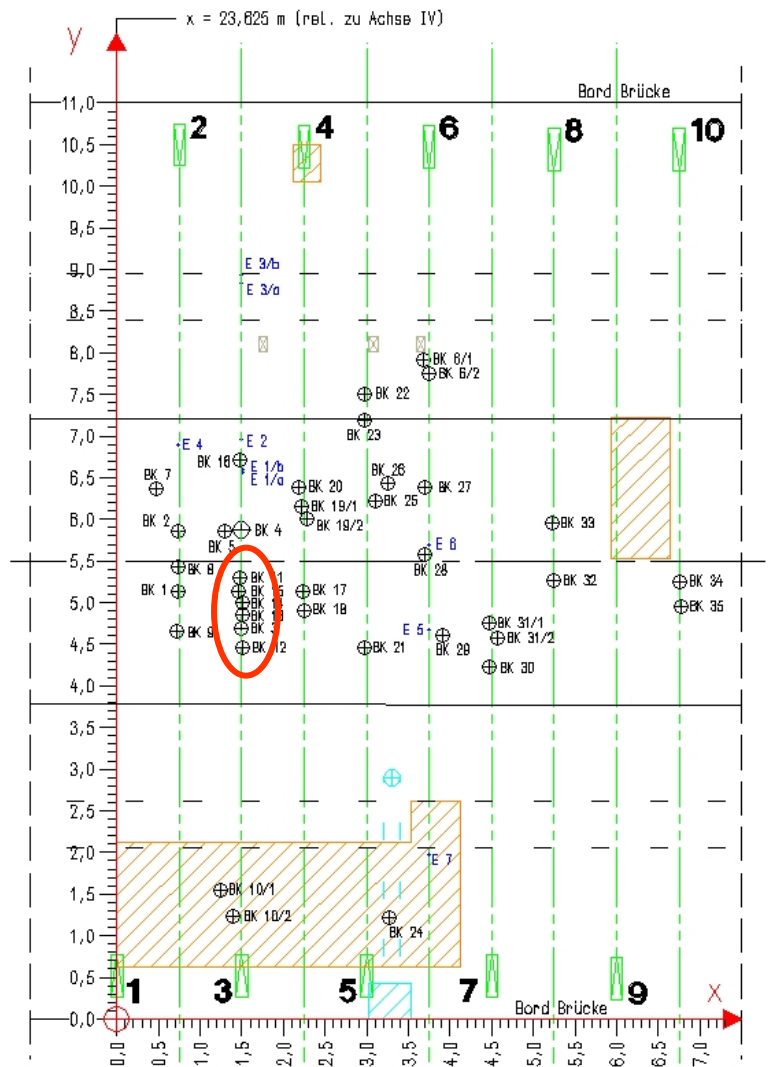 x = 23,625 m (rel. zu Achse IV)
y
Bord Brücke
11,0
2 4 6 8 10
10,5
10,0
9,5
E 3/b
9,0
E 3/a
8,5
8,0
BK 6/1
BK 6/2
7,5
BK 22
BK 23
7,0
E 4
E 2
BK 16
E 1/b
E 1/a
BK 7
6,5
BK 26
BK 20
BK 27
BK 25
BK 19/1
6,0
BK 19/2
BK 2
BK 4
BK 33
BK 5
E 6
5,5
BK 28
BK 8
BK 32
BK 34
BK 1
BK 17
5,0
BK 18
BK 35
BK 31/1
E 5
BK 31/2
BK 9
BK 29
4,5
BK 12
BK 21
BK 30
4,0
3,5
3,0
2,5
2,0
E 7
1,5
BK 10/1
BK 10/2
BK 24
1,0
0,5
1 3 5 7 9
X
Bord Brücke
0,0
0,0 0,5 1,0 1,5 2,0 2,5 3,0 3,5 4,0 4,5 5,0 5,5 6,0 6,5 7,0